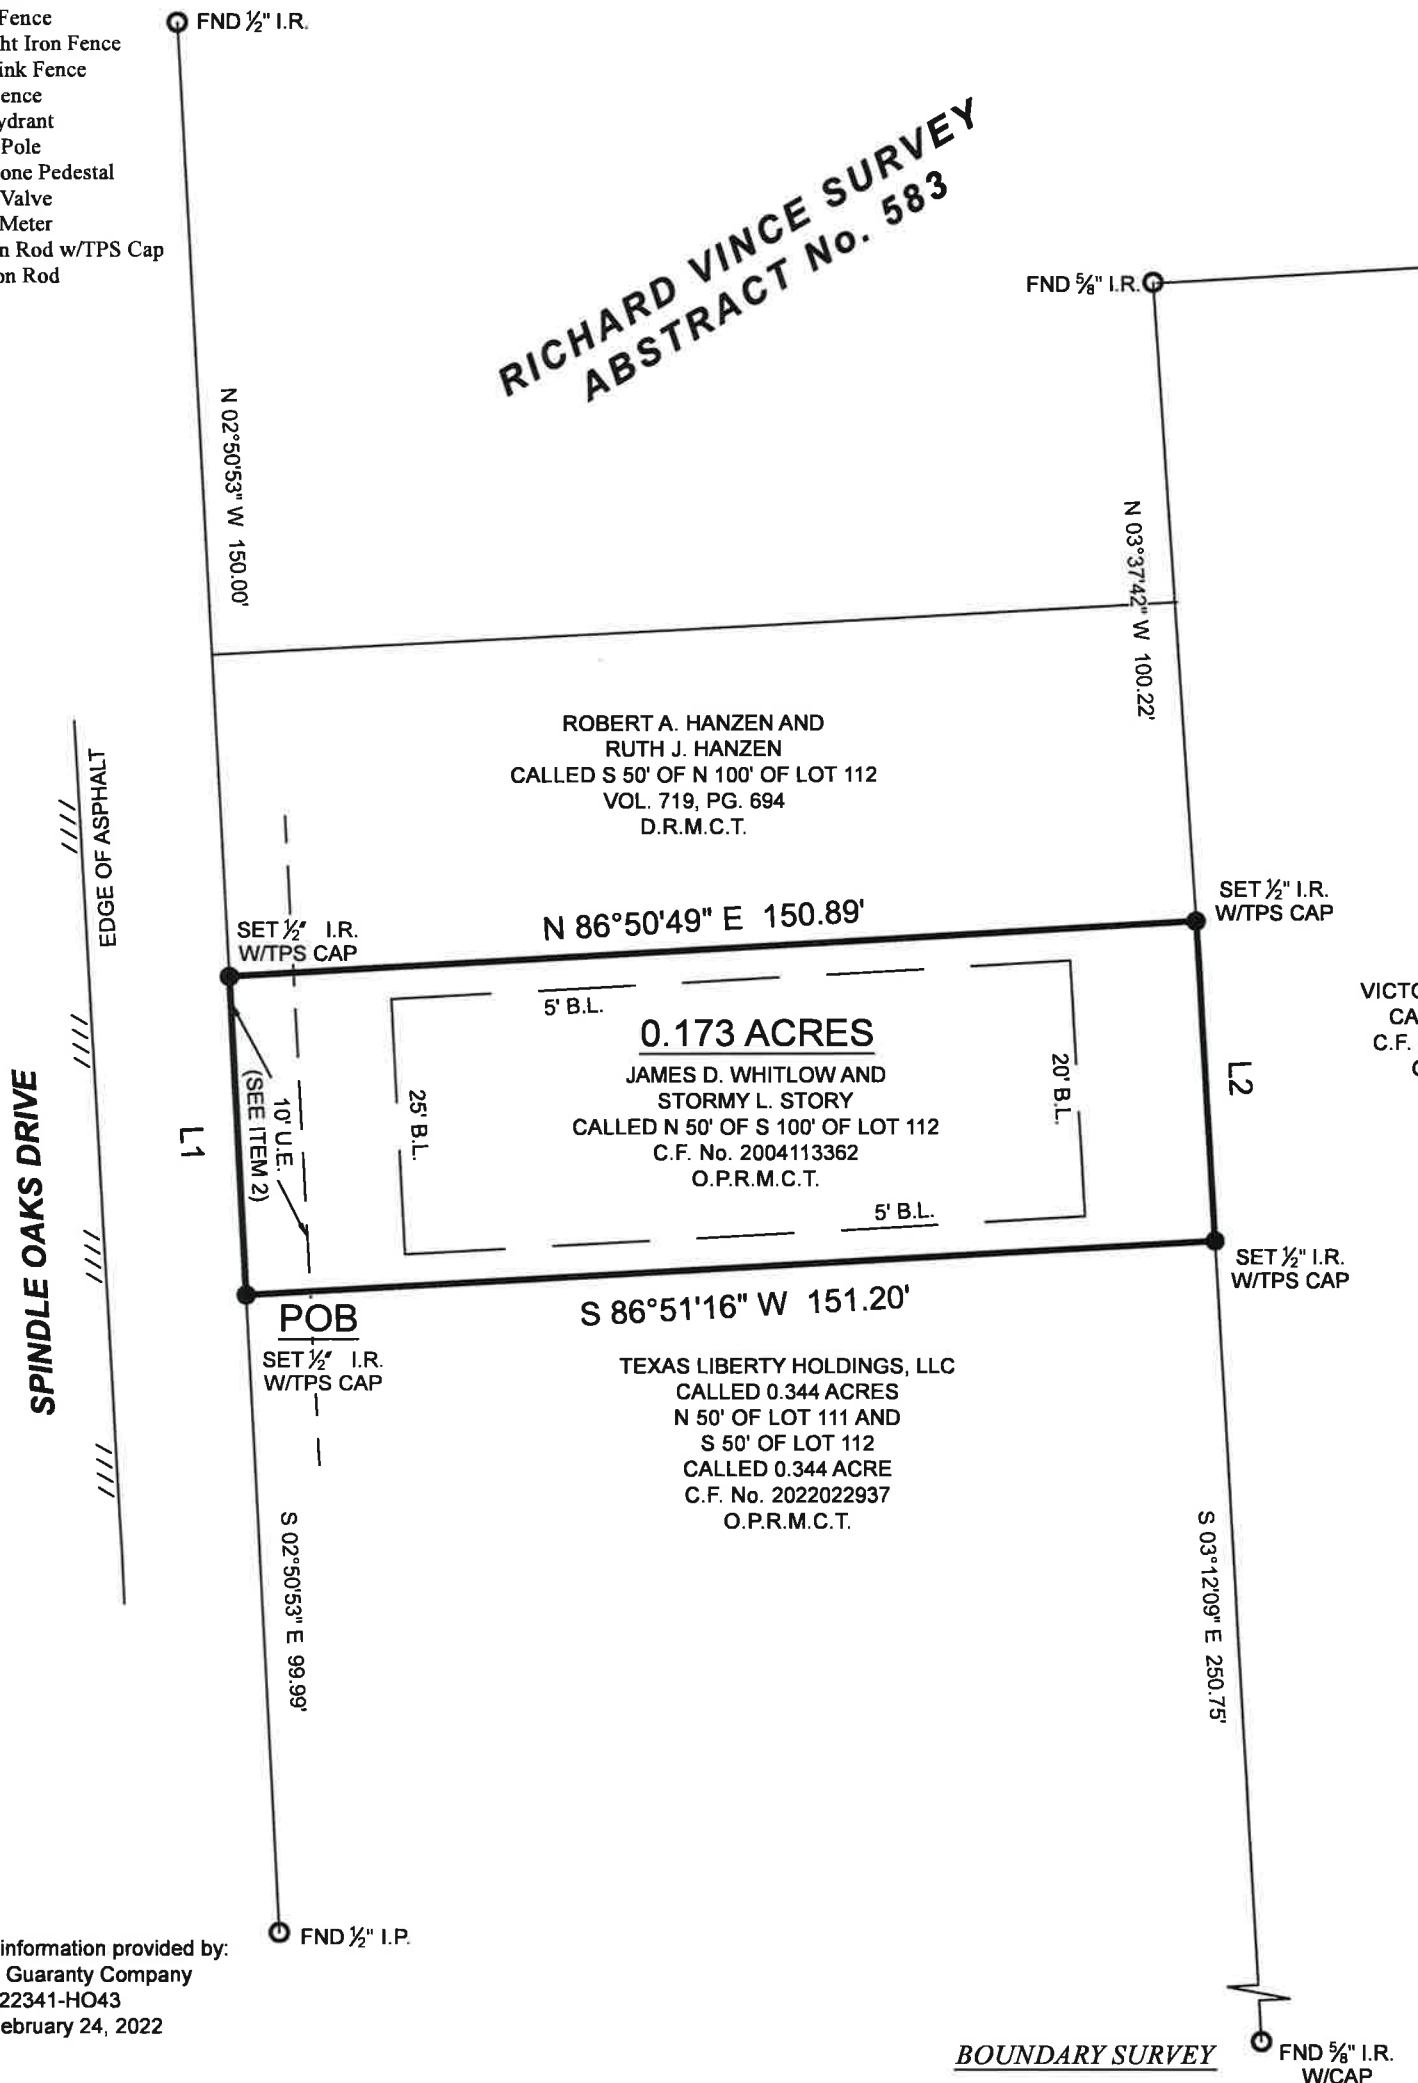 Fence
ht Iron Fence
ink Fence
ence
ydrant
Pole
one Pedestal
Valve
Meter
n Rod w/TPS Cap
on Rod
FND ½" I.R.
RICHARD VINCE SURVEY
ABSTRACT No. 583
FND ⅝" I.R.
N 02°50'53" W 150.00'
N 03°37'42" W 100.22'
ROBERT A. HANZEN AND
RUTH J. HANZEN
CALLED S 50' OF N 100' OF LOT 112
VOL. 719, PG. 694
D.R.M.C.T.
EDGE OF ASPHALT
SET ½" I.R.
W/TPS CAP
N 86°50'49" E 150.89'
SET ½" I.R.
W/TPS CAP
5' B.L.
0.173 ACRES
JAMES D. WHITLOW AND
STORMY L. STORY
CALLED N 50' OF S 100' OF LOT 112
C.F. No. 2004113362
O.P.R.M.C.T.
VICTO
CA
C.F.
L1
10' U.E.
(SEE ITEM 2)
25' B.L.
20' B.L.
L2
5' B.L.
SPINDLE OAKS DRIVE
POB
SET ½" I.R.
W/TPS CAP
S 86°51'16" W 151.20'
SET ½" I.R.
W/TPS CAP
TEXAS LIBERTY HOLDINGS, LLC
CALLED 0.344 ACRES
N 50' OF LOT 111 AND
S 50' OF LOT 112
CALLED 0.344 ACRE
C.F. No. 2022022937
O.P.R.M.C.T.
S 02°50'53" E 99.99'
S 03°12'09" E 250.75'
FND ½" I.P.
information provided by:
Guaranty Company
22341-HO43
ebruary 24, 2022
BOUNDARY SURVEY
FND ⅝" I.R.
W/CAP